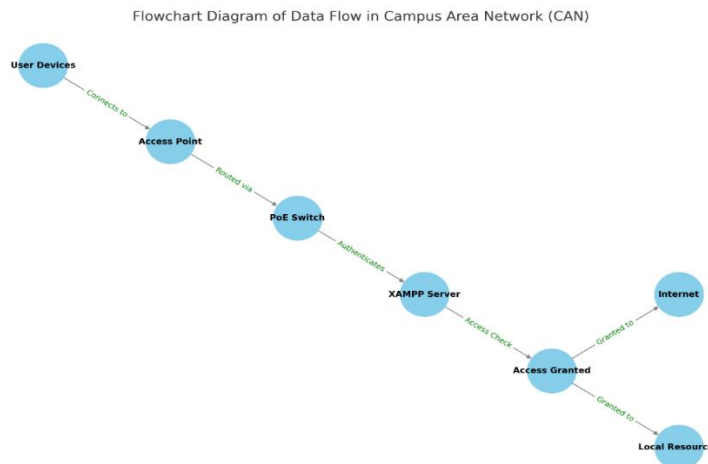 Flowchart Diagram of Data Flow in Campus Area Network (CAN)
User Devices
Connects to
Access Point
Routed via
PoE Switch
Authenticates
XAMPP Server
Access Check
Access Granted
Granted to
Internet
Granted to
Local Resourc